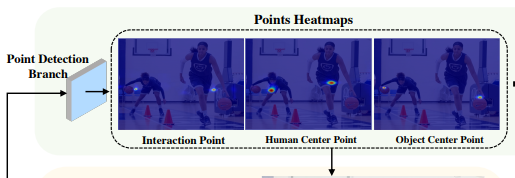 Points Heatmaps
Point Detection
Branch
Interaction Point
Human Center Point
Object Center Point